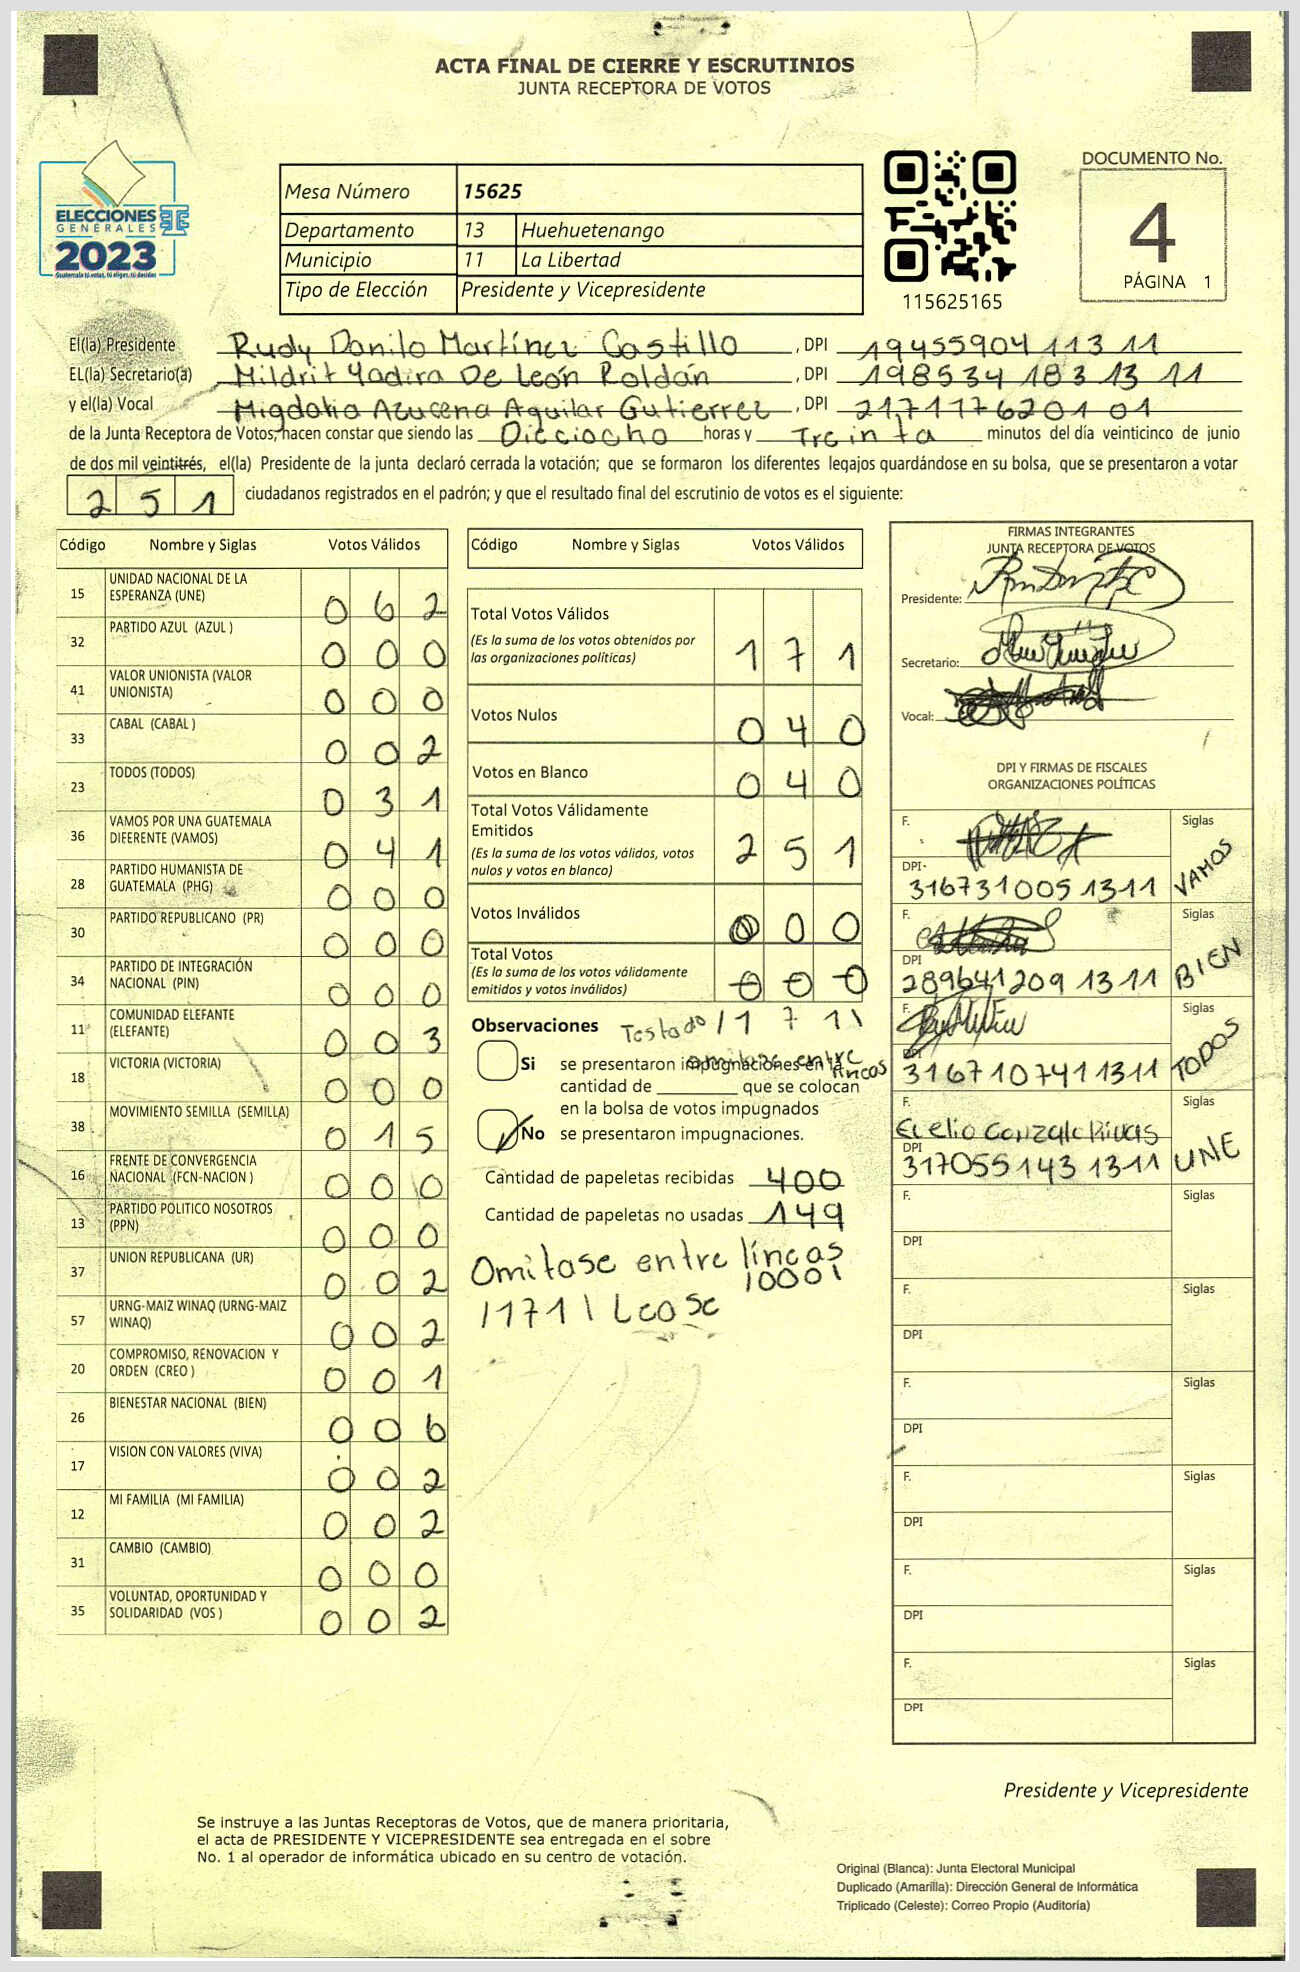 ACTA FINAL DE CIERRE Y ESCRUTINIOS
JUNTA RECEPTORA DE VOTOS
ELECCIONES
GENERALES
2023
Guatemala tú votas, tú eliges, tú decides
Mesa Número 15625
Departamento 13 Huehuetenango
Municipio 11 La Libertad
Tipo de Elección Presidente y Vicepresidente
115625165
DOCUMENTO No.
4
PÁGINA 1
El(la) Presidente Rudy Danilo Martínez Castillo, DPI 19455904 113 11
EL(la) Secretario(a) Mildrit Yadira De León Roldán, DPI 198534 183 13 11
y el(la) Vocal Migdalia Azucena Aguilar Gutierrez, DPI 217117620 1 01
de la Junta Receptora de Votos, hacen constar que siendo las Dieciocho horas y Treinta minutos del día veinticinco de junio
de dos mil veintitrés, el(la) Presidente de la junta declaró cerrada la votación; que se formaron los diferentes legajos quardándose en su bolsa, que se presentaron a votar
2 5 1 ciudadanos registrados en el padrón; y que el resultado final del escrutinio de votos es el siguiente:
Código Nombre y Siglas Votos Válidos
15 UNIDAD NACIONAL DE LA
ESPERANZA (UNE) 0 6 2
32 PARTIDO AZUL (AZUL ) 0 0 0
41 VALOR UNIONISTA (VALOR
UNIONISTA) 0 0 0
33 CABAL (CABAL ) 0 0 2
23 TODOS (TODOS) 0 3 1
36 VAMOS POR UNA GUATEMALA
DIFERENTE (VAMOS) 0 4 1
28 PARTIDO HUMANISTA DE
GUATEMALA (PHG) 0 0 0
30 PARTIDO REPUBLICANO (PR) 0 0 0
34 PARTIDO DE INTEGRACIÓN
NACIONAL (PIN) 0 0 0
11 COMUNIDAD ELEFANTE
(ELEFANTE) 0 0 3
18 VICTORIA (VICTORIA) 0 0 0
38 MOVIMIENTO SEMILLA (SEMILLA) 0 1 5
16 FRENTE DE CONVERGENCIA
NACIONAL (FCN-NACION ) 0 0 0
13 PARTIDO POLITICO NOSOTROS
(PPN) 0 0 0
37 UNION REPUBLICANA (UR) 0 0 2
57 URNG-MAIZ WINAQ (URNG-MAIZ
WINAQ) 0 0 2
20 COMPROMISO, RENOVACION Y
ORDEN (CREO ) 0 0 1
26 BIENESTAR NACIONAL (BIEN) 0 0 6
17 VISION CON VALORES (VIVA) 0 0 2
12 MI FAMILIA (MI FAMILIA) 0 0 2
31 CAMBIO (CAMBIO) 0 0 0
35 VOLUNTAD, OPORTUNIDAD Y
SOLIDARIDAD (VOS ) 0 0 2
Código Nombre y Siglas Votos Válidos
Total Votos Válidos
(Es la suma de los votos obtenidos por
las organizaciones políticas) 1 7 1
Votos Nulos 0 4 0
Votos en Blanco 0 4 0
Total Votos Válidamente
Emitidos
(Es la suma de los votos válidos, votos
nulos y votos en blanco) 2 5 1
Votos Inválidos 0 0 0
Total Votos
(Es la suma de los votos válidamente
emitidos y votos inválidos) 0 0 0
Observaciones Testado / 1 7 1 \
omitase entre
líneas
Si se presentaron impugnaciones en la
cantidad de ________ que se colocan
en la bolsa de votos impugnados
No se presentaron impugnaciones.
Cantidad de papeletas recibidas 400
Cantidad de papeletas no usadas 149
Omitase entre líneas
/171\ Lease /000\
FIRMAS INTEGRANTES
JUNTA RECEPTORA DE VOTOS
Presidente:
Secretario:
Vocal:
DPI Y FIRMAS DE FISCALES
ORGANIZACIONES POLÍTICAS
F. Siglas
DPI
316731005 1311 VAMOS
F. Siglas
DPI
289641209 1311 BIEN
F. Siglas
DPI
316710741 1311 TODOS
F. Siglas
Evelio Gonzalo Rivas
DPI
317055143 1311 UNE
F. Siglas
DPI
F. Siglas
DPI
F. Siglas
DPI
F. Siglas
DPI
F. Siglas
DPI
F. Siglas
DPI
Presidente y Vicepresidente
Se instruye a las Juntas Receptoras de Votos, que de manera prioritaria,
el acta de PRESIDENTE Y VICEPRESIDENTE sea entregada en el sobre
No. 1 al operador de informática ubicado en su centro de votación.
Original (Blanca): Junta Electoral Municipal
Duplicado (Amarilla): Dirección General de Informática
Triplicado (Celeste): Correo Propio (Auditoría)